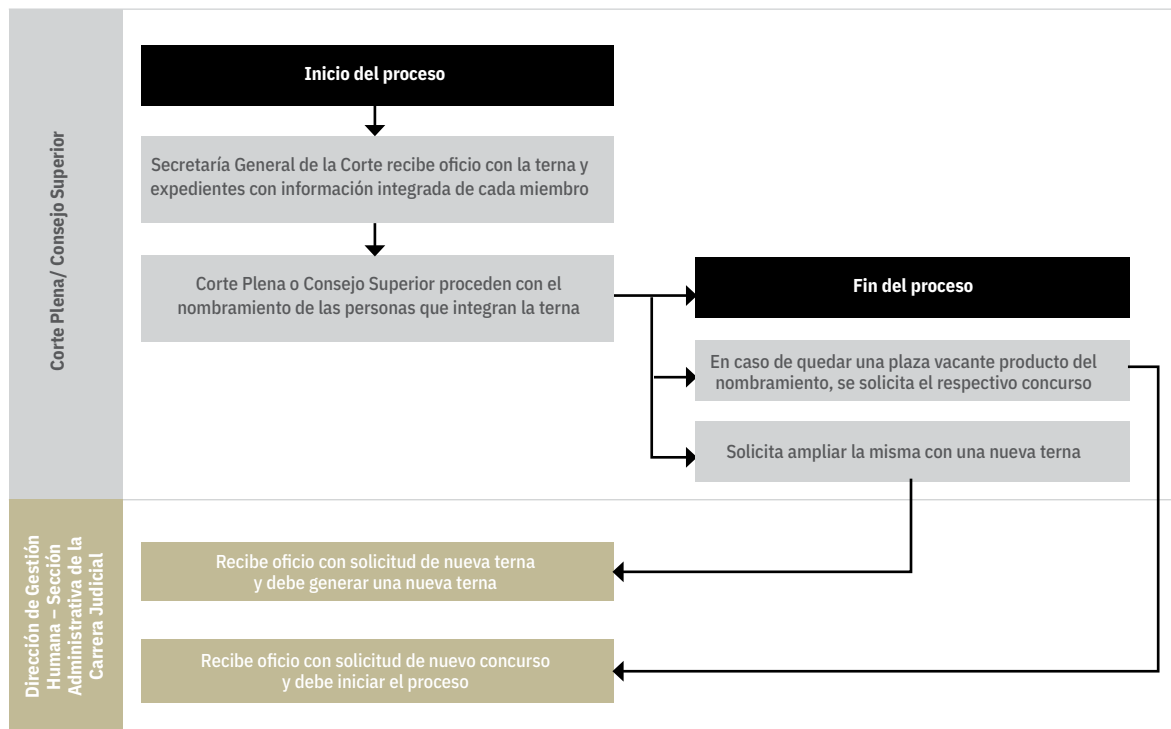 Corte Plena/ Consejo Superior
Inicio del proceso
Secretaría General de la Corte recibe oficio con la terna y
expedientes con información integrada de cada miembro
Corte Plena o Consejo Superior proceden con el
nombramiento de las personas que integran la terna
Fin del proceso
En caso de quedar una plaza vacante producto del
nombramiento, se solicita el respectivo concurso
Solicita ampliar la misma con una nueva terna
Dirección de Gestión
Humana – Sección
Administrativa de la
Carrera Judicial
Recibe oficio con solicitud de nueva terna
y debe generar una nueva terna
Recibe oficio con solicitud de nuevo concurso
y debe iniciar el proceso